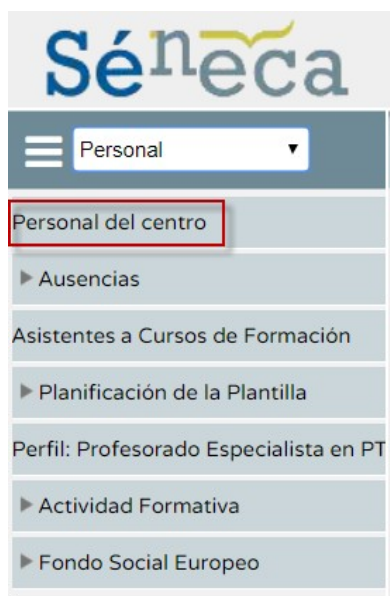 Séneca
Personal
Personal del centro
Ausencias
Asistentes a Cursos de Formación
Planificación de la Plantilla
Perfil: Profesorado Especialista en PT
Actividad Formativa
Fondo Social Europeo